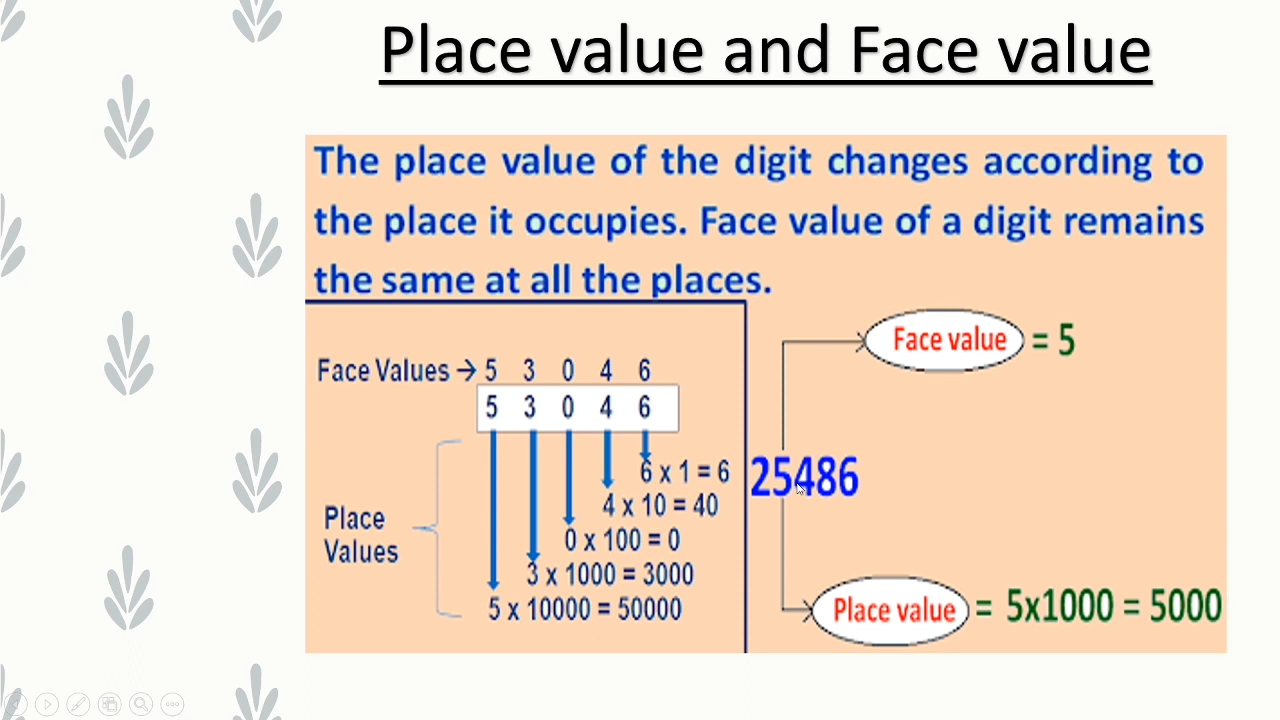 Place value and Face value
The place value of the digit changes according to
the place it occupies. Face value of a digit remains
the same at all the places.
Face Values → 5 3 0 4 6
5 3 0 4 6
6 x 1 = 6
4 x 10 = 40
0 x 100 = 0
3 x 1000 = 3000
5 x 10000 = 50000
Place
Values
Face value = 5
25486
Place value = 5x1000 = 5000